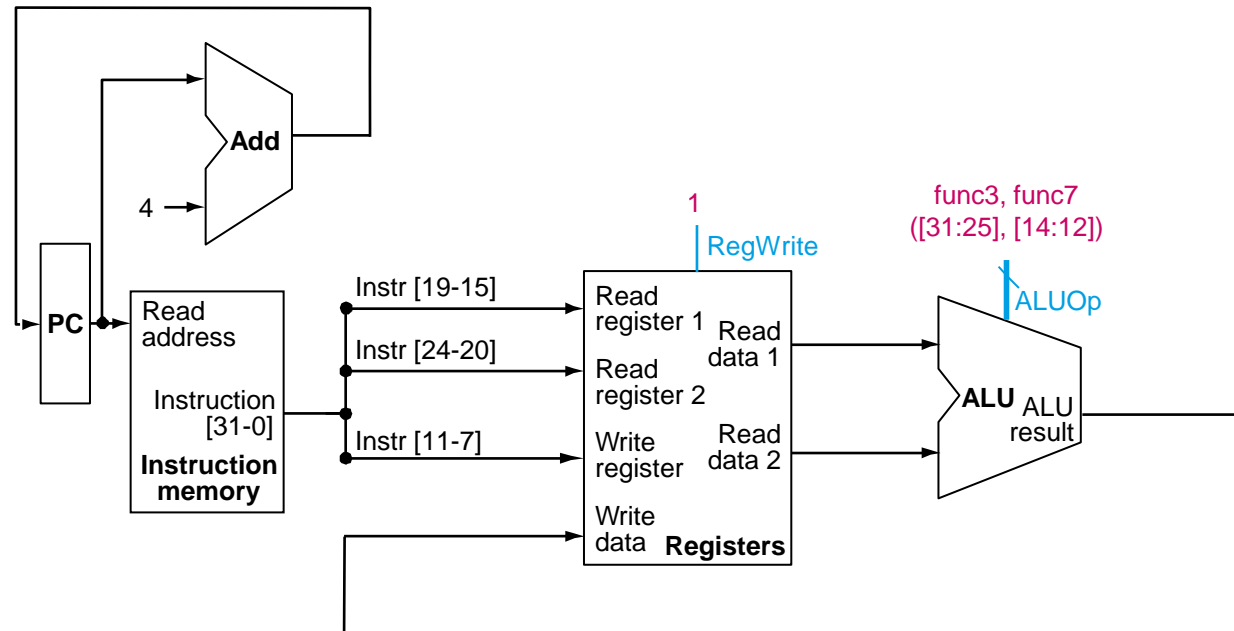 Add
4
1
func3, func7
([31:25], [14:12])
RegWrite
ALUOp
PC
Read
address
Instruction
[31-0]
Instruction
memory
Instr [19-15]
Instr [24-20]
Instr [11-7]
Read
register 1
Read
register 2
Write
register
Write
data
Read
data 1
Read
data 2
Registers
ALU
ALU
result